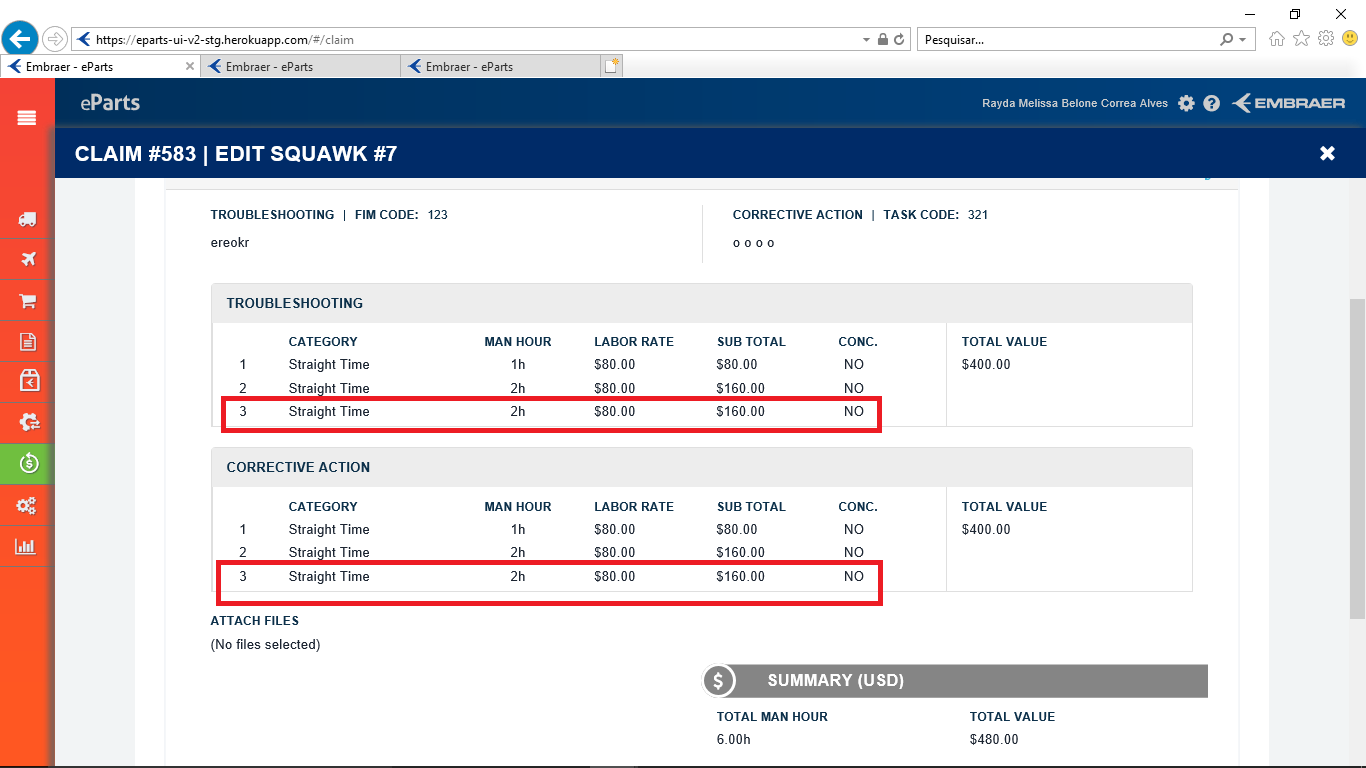 https://eparts-ui-v2-stg.herokuapp.com/#/claim
Pesquisar...
Embraer - eParts
Embraer - eParts
Embraer - eParts
eParts
Rayda Melissa Belone Correa Alves
EMBRAER
CLAIM #583 | EDIT SQUAWK #7
TROUBLESHOOTING | FIM CODE: 123
CORRECTIVE ACTION | TASK CODE: 321
ereokr
o o o o
TROUBLESHOOTING
CATEGORY MAN HOUR LABOR RATE SUB TOTAL CONC. TOTAL VALUE
1 Straight Time 1h $80.00 $80.00 NO $400.00
2 Straight Time 2h $80.00 $160.00 NO
3 Straight Time 2h $80.00 $160.00 NO
CORRECTIVE ACTION
CATEGORY MAN HOUR LABOR RATE SUB TOTAL CONC. TOTAL VALUE
1 Straight Time 1h $80.00 $80.00 NO $400.00
2 Straight Time 2h $80.00 $160.00 NO
3 Straight Time 2h $80.00 $160.00 NO
ATTACH FILES
(No files selected)
SUMMARY (USD)
TOTAL MAN HOUR TOTAL VALUE
6.00h $480.00